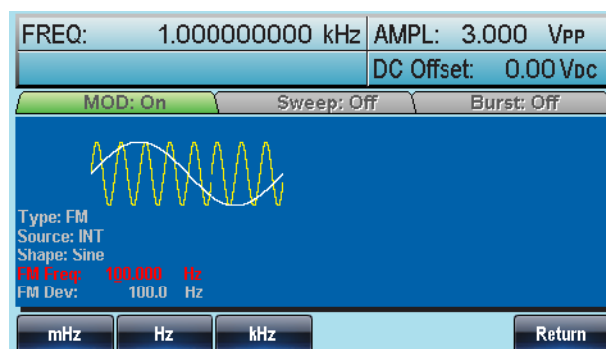 FREQ: 1.000000000 kHz AMPL: 3.000 VPP
DC Offset: 0.00 VDC
MOD: On Sweep: Off Burst: Off
Type: FM
Source: INT
Shape: Sine
FM Freq: 100.000 Hz
FM Dev: 100.0 Hz
mHz Hz kHz Return